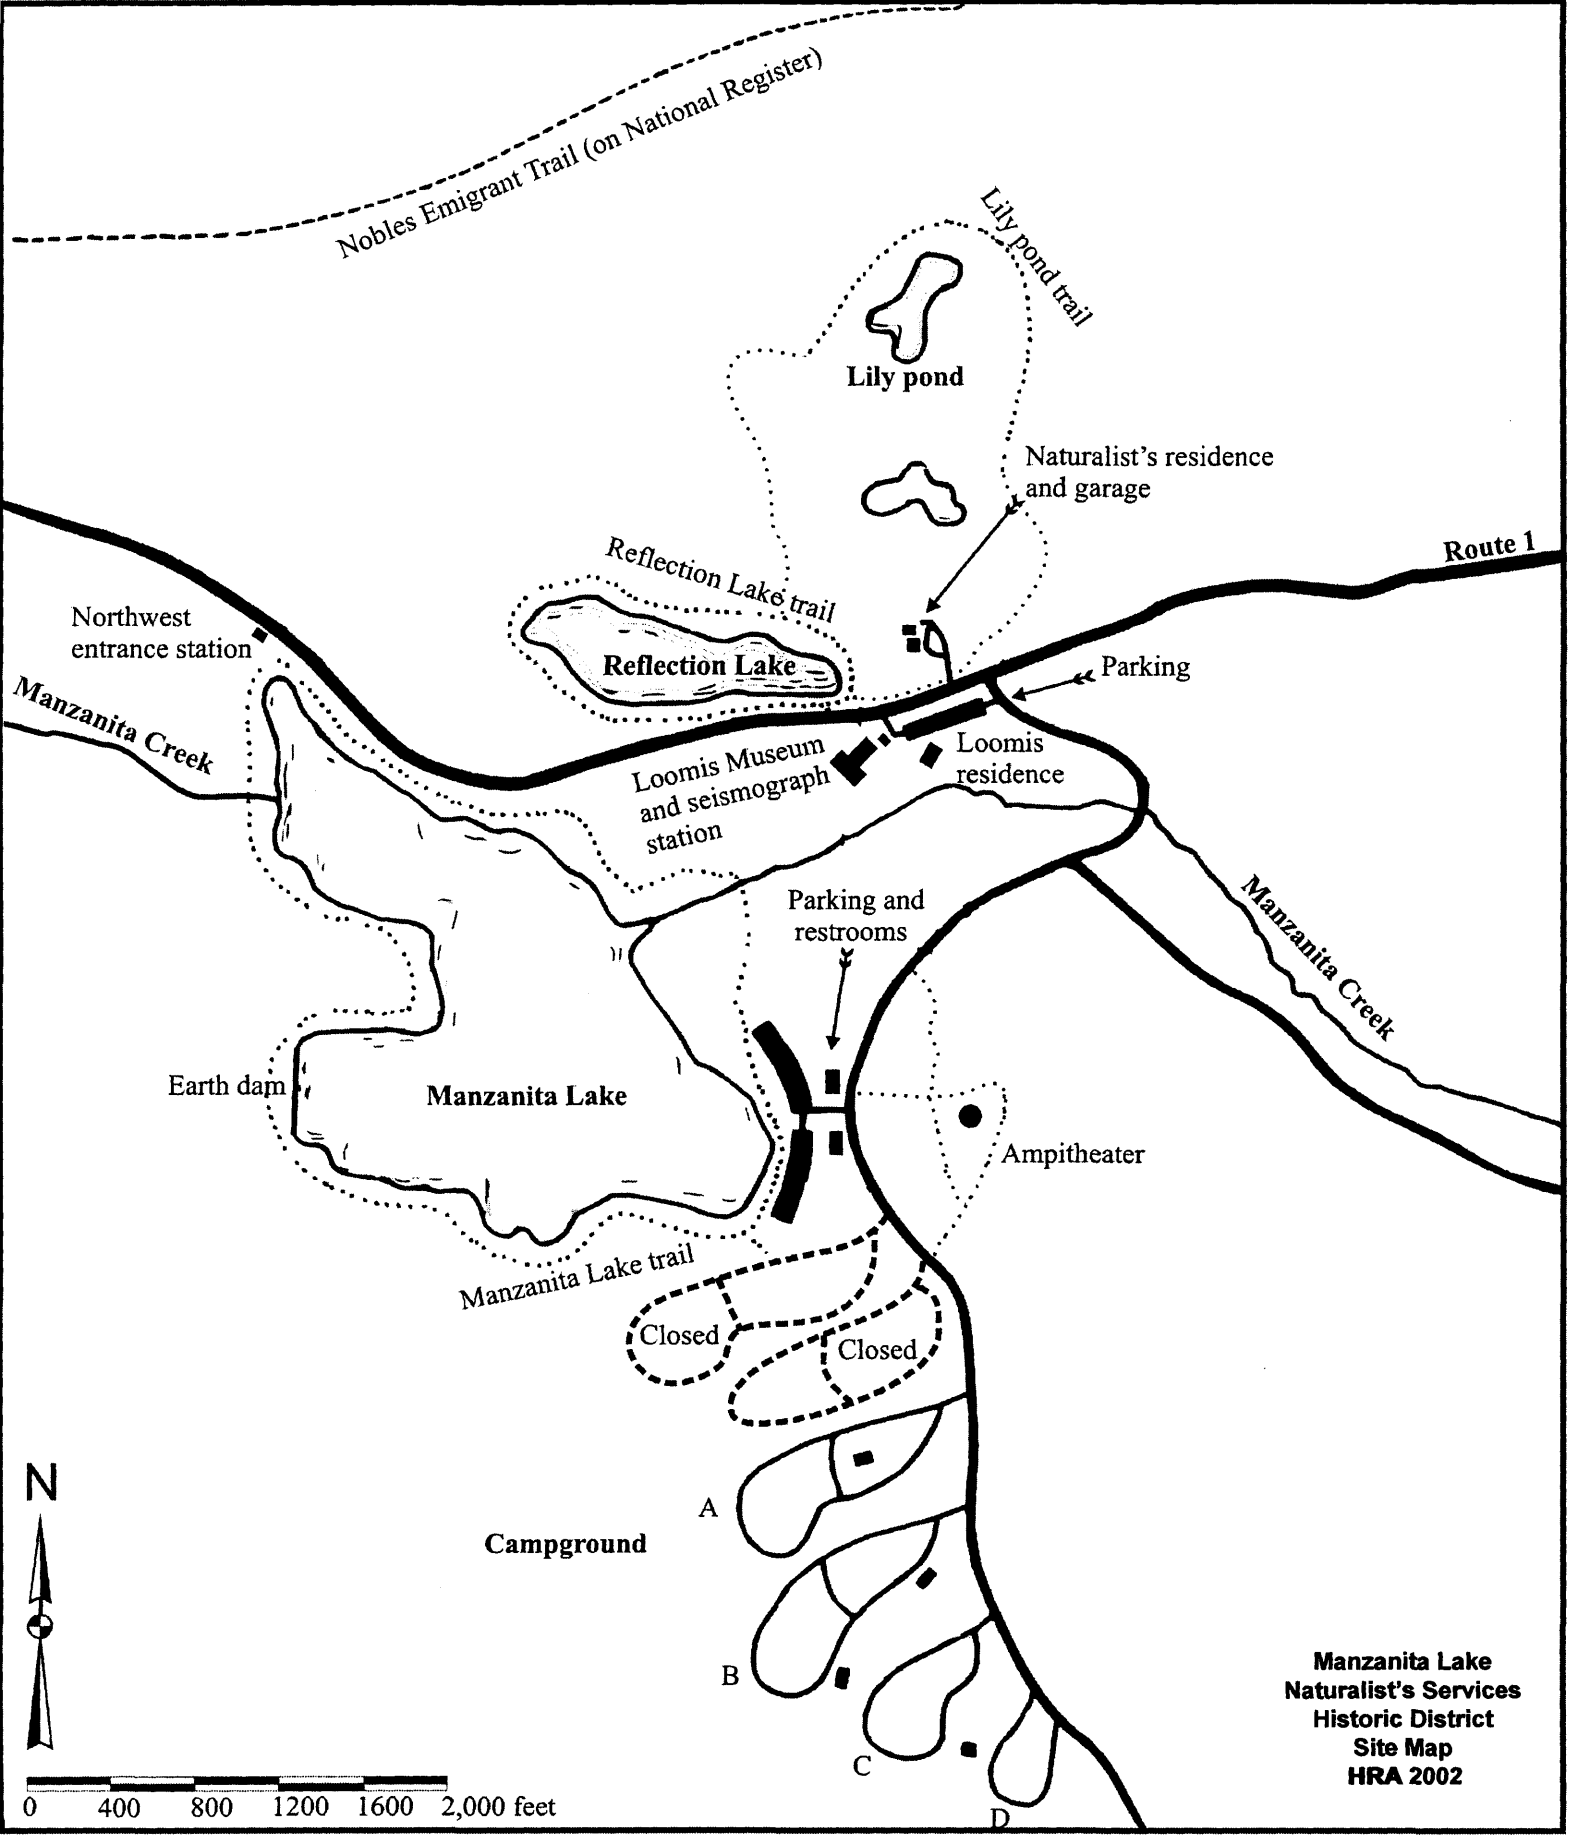 Nobles Emigrant Trail (on National Register)
Lily pond trail
Lily pond
Naturalist's residence
and garage
Route 1
Reflection Lake trail
Reflection Lake
Northwest
entrance station
Parking
Manzanita Creek
Loomis Museum
and seismograph
station
Loomis
residence
Parking and
restrooms
Manzanita Creek
Earth dam
Manzanita Lake
Ampitheater
Manzanita Lake trail
Closed
Closed
A
Campground
B
C
D
N
0 400 800 1200 1600 2,000 feet
Manzanita Lake
Naturalist's Services
Historic District
Site Map
HRA 2002